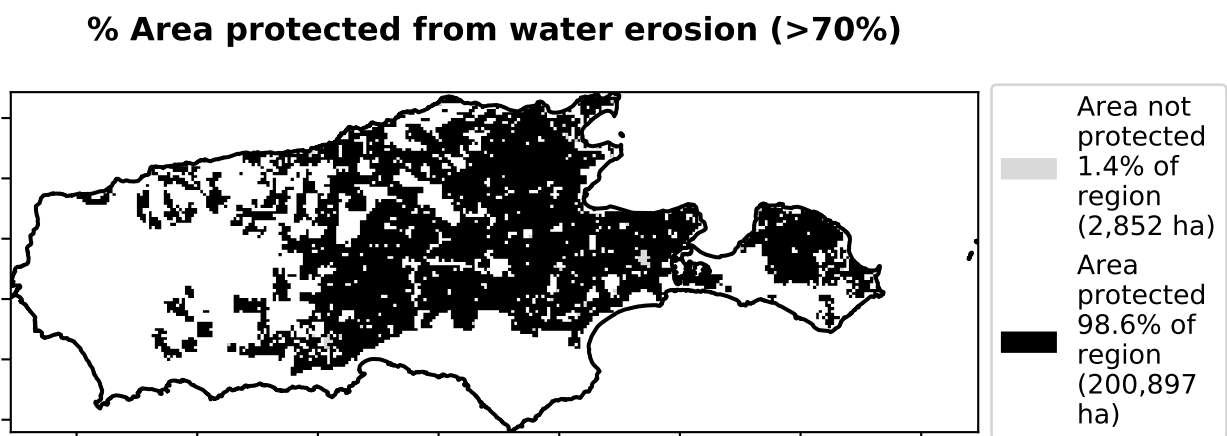 % Area protected from water erosion (>70%)
Area not
protected
1.4% of
region
(2,852 ha)
Area
protected
98.6% of
region
(200,897
ha)